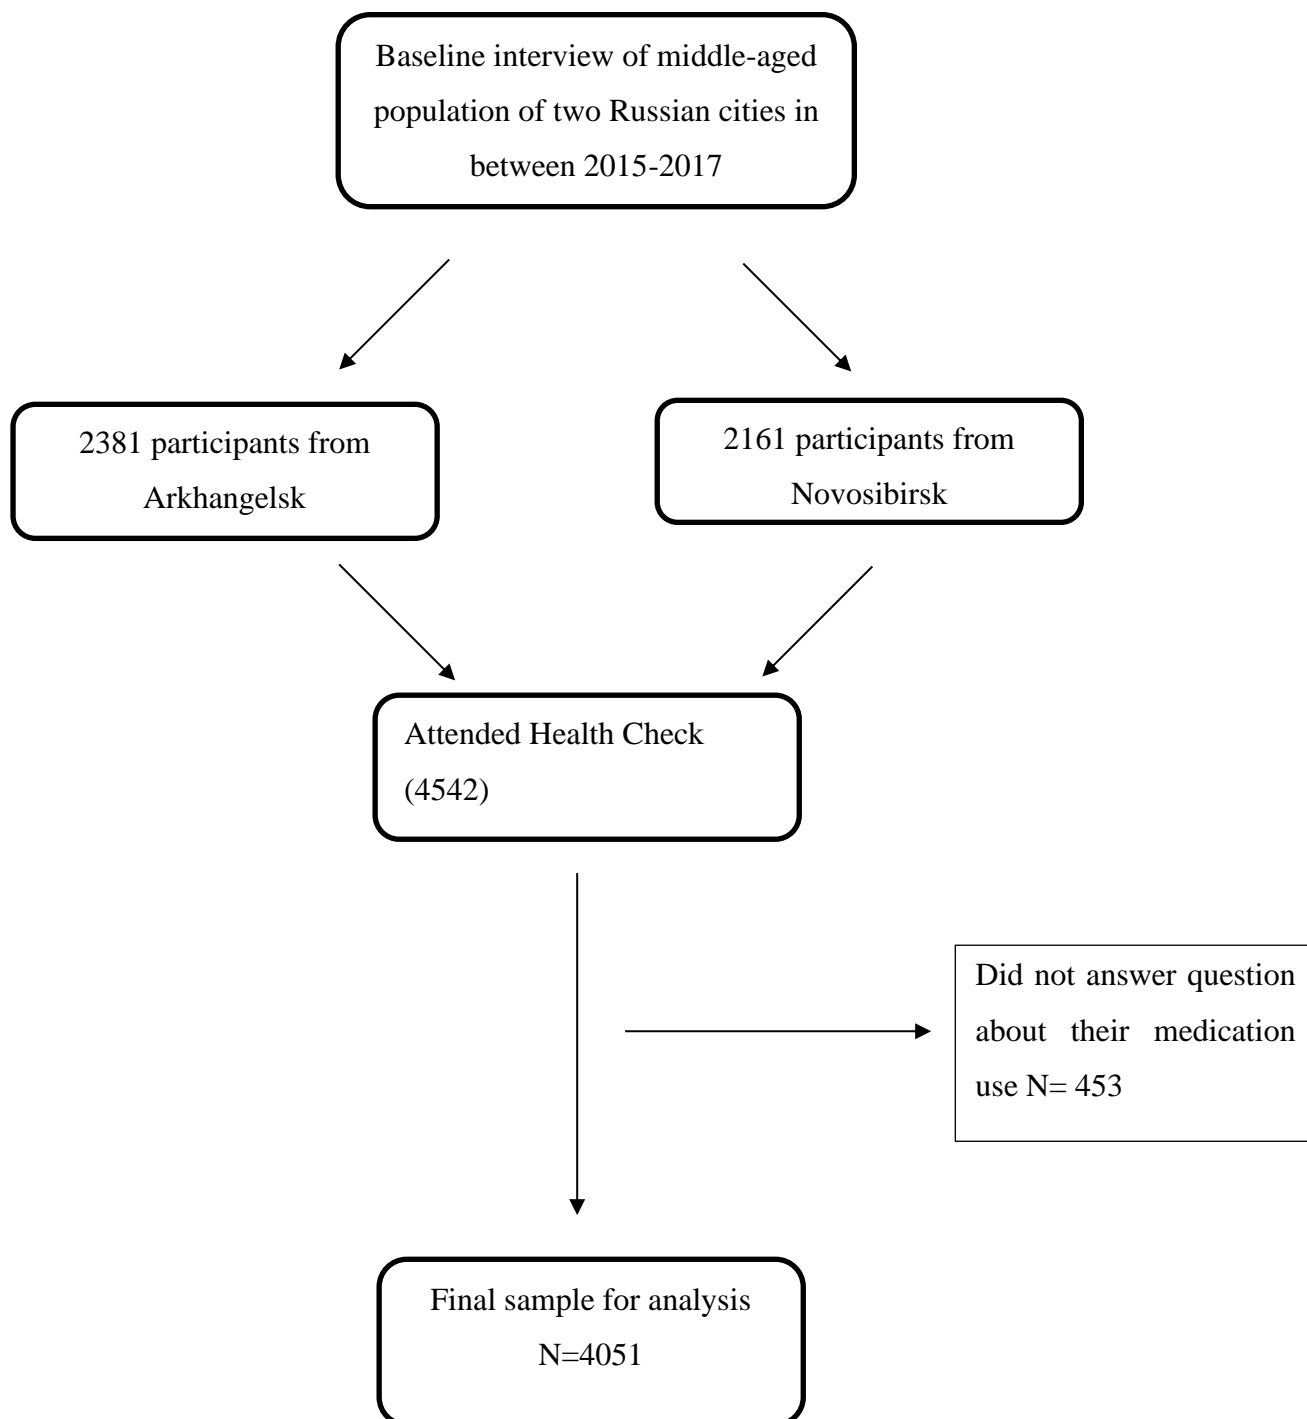 Baseline interview of middle-aged
population of two Russian cities in
between 2015-2017
2381 participants from
Arkhangelsk
2161 participants from
Novosibirsk
Attended Health Check
(4542)
Did not answer question
about their medication
use N= 453
Final sample for analysis
N=4051